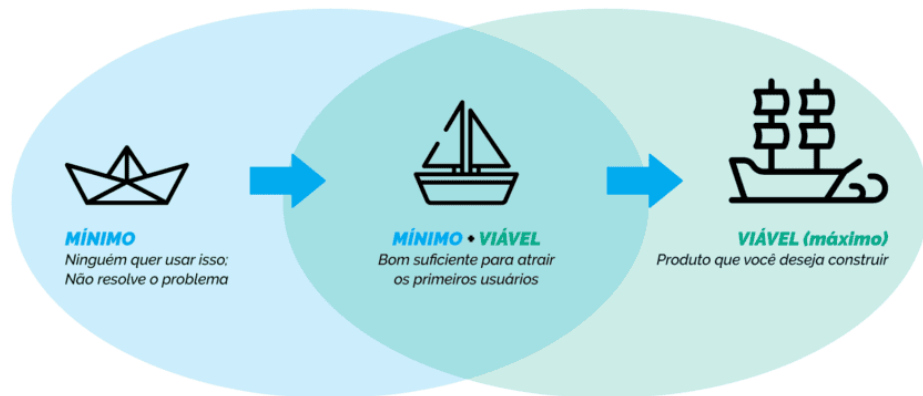 MÍNIMO
Ninguém quer usar isso;
Não resolve o problema
MÍNIMO • VIÁVEL
Bom suficiente para atrair
os primeiros usuários
VIÁVEL (máximo)
Produto que você deseja construir